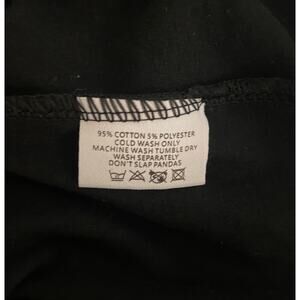 95% COTTON 5% POLYESTER
COLD WASH ONLY
MACHINE WASH TUMBLE DRY
WASH SEPARATELY
DON'T SLAP PANDAS